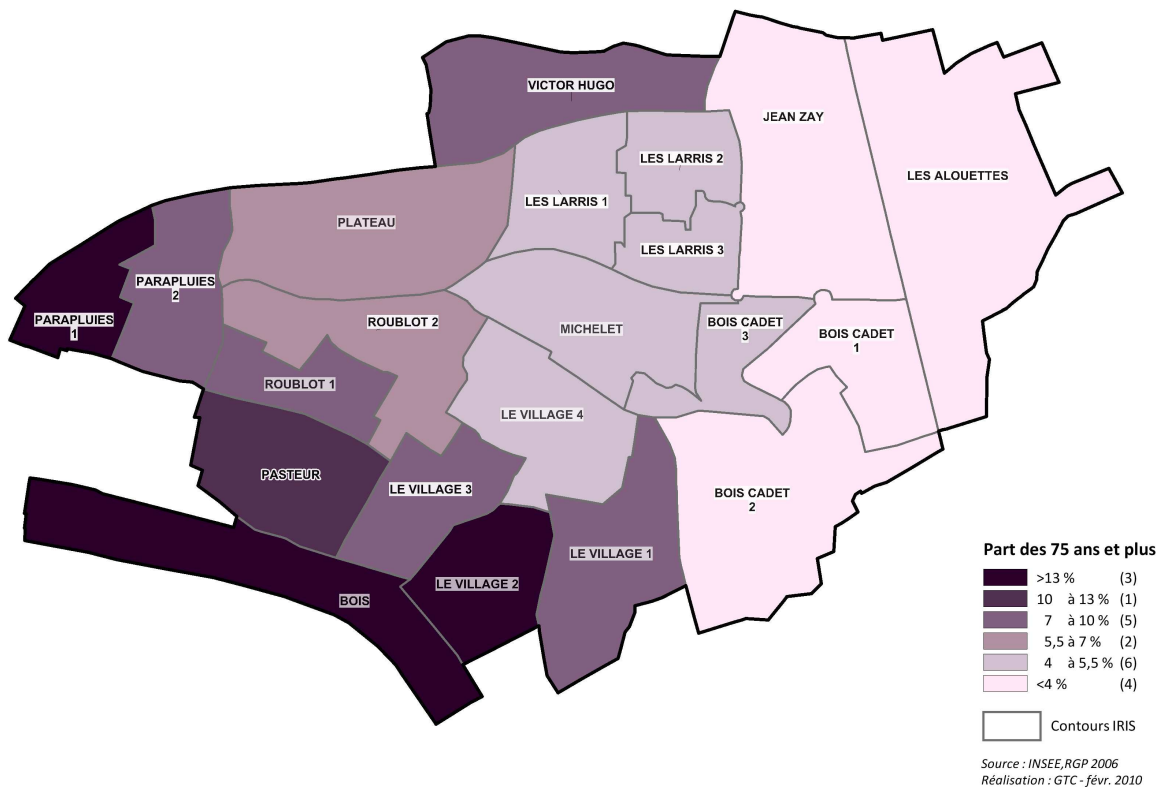 VICTOR HUGO
JEAN ZAY
LES LARRIS 2
LES ALOUETTES
LES LARRIS 1
PLATEAU
LES LARRIS 3
PARAPLUIES
2
PARAPLUIES
1
ROUBLOT 2
MICHELET
BOIS CADET
3
BOIS CADET
1
ROUBLOT 1
LE VILLAGE 4
PASTEUR
LE VILLAGE 3
BOIS CADET
2
LE VILLAGE 1
LE VILLAGE 2
BOIS
Part des 75 ans et plus
>13 % (3)
10 à 13 % (1)
7 à 10 % (5)
5,5 à 7 % (2)
4 à 5,5 % (6)
<4 % (4)
Contours IRIS
Source : INSEE,RGP 2006
Réalisation : GTC - févr. 2010